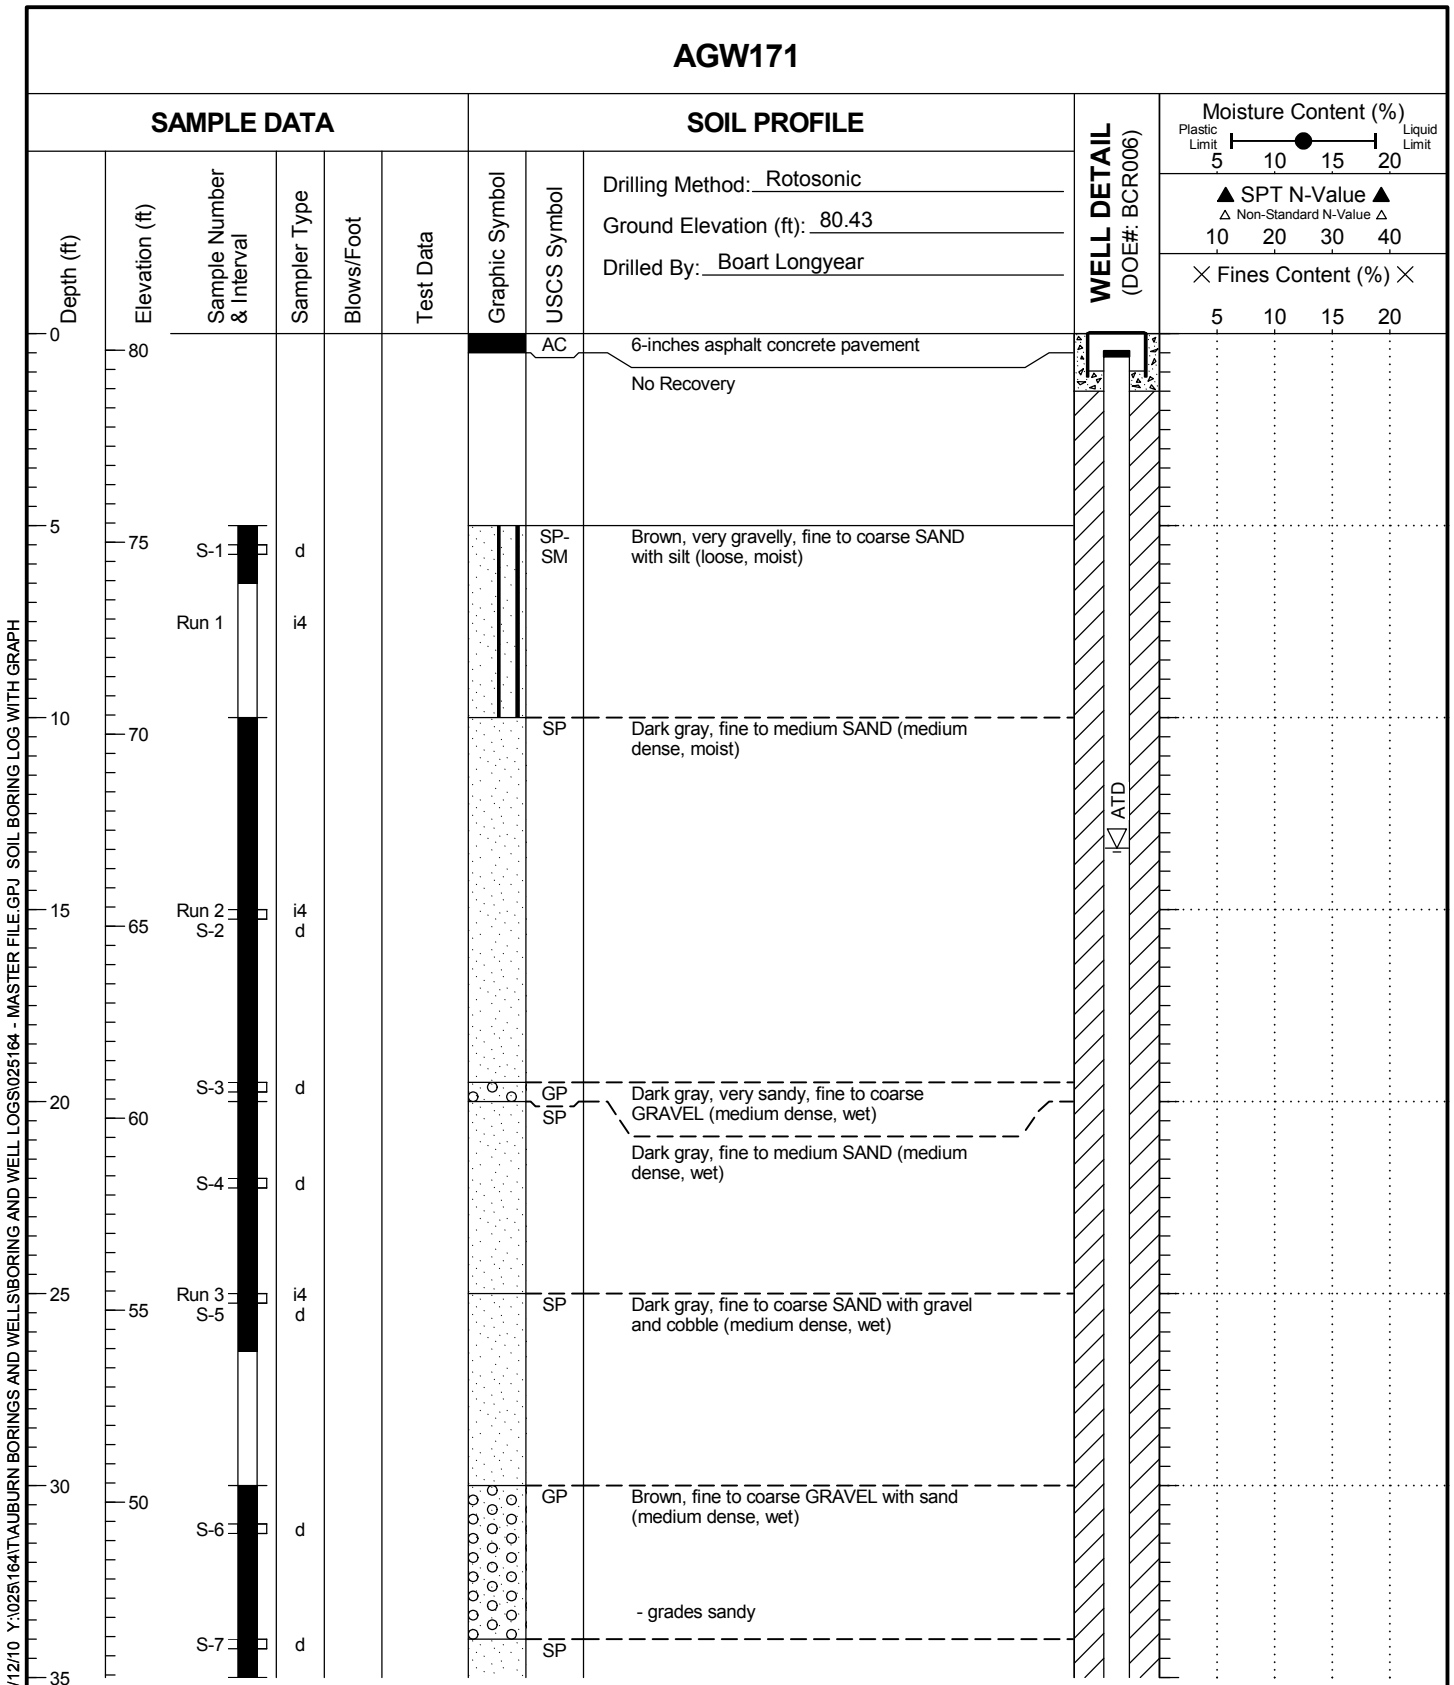 AGW171
SAMPLE DATA
SOIL PROFILE
WELL DETAIL
(DOE#: BCR006)
Moisture Content (%)
Plastic Limit
Liquid Limit
5 10 15 20
▲ SPT N-Value ▲
△ Non-Standard N-Value △
10 20 30 40
× Fines Content (%) ×
5 10 15 20
Depth (ft)
Elevation (ft)
Sample Number
& Interval
Sampler Type
Blows/Foot
Test Data
Graphic Symbol
USCS Symbol
Drilling Method: Rotosonic
Ground Elevation (ft): 80.43
Drilled By: Boart Longyear
0
80
AC
6-inches asphalt concrete pavement
No Recovery
5
75
S-1 d
SP-
SM
Brown, very gravelly, fine to coarse SAND
with silt (loose, moist)
Run 1 i4
10
70
SP
Dark gray, fine to medium SAND (medium
dense, moist)
ATD
15
65
Run 2 i4
S-2 d
S-3 d
GP
Dark gray, very sandy, fine to coarse
GRAVEL (medium dense, wet)
20
60
SP
Dark gray, fine to medium SAND (medium
dense, wet)
S-4 d
25
55
Run 3 i4
S-5 d
SP
Dark gray, fine to coarse SAND with gravel
and cobble (medium dense, wet)
30
50
GP
Brown, fine to coarse GRAVEL with sand
(medium dense, wet)
S-6 d
- grades sandy
S-7 d
SP
35
/12/10 Y:\025\164\T\AUBURN BORINGS AND WELLS\BORING AND WELL LOGS\025164 - MASTER FILE.GPJ SOIL BORING LOG WITH GRAPH